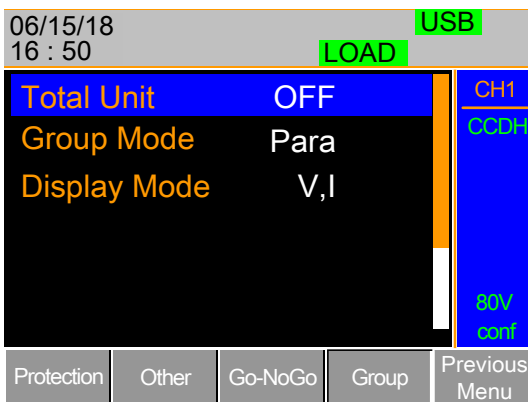 06/15/18
16 : 50
LOAD
USB
Total Unit OFF
Group Mode Para
Display Mode V,I
CH1
CCDH
80V
conf
Protection
Other
Go-NoGo
Group
Previous
Menu